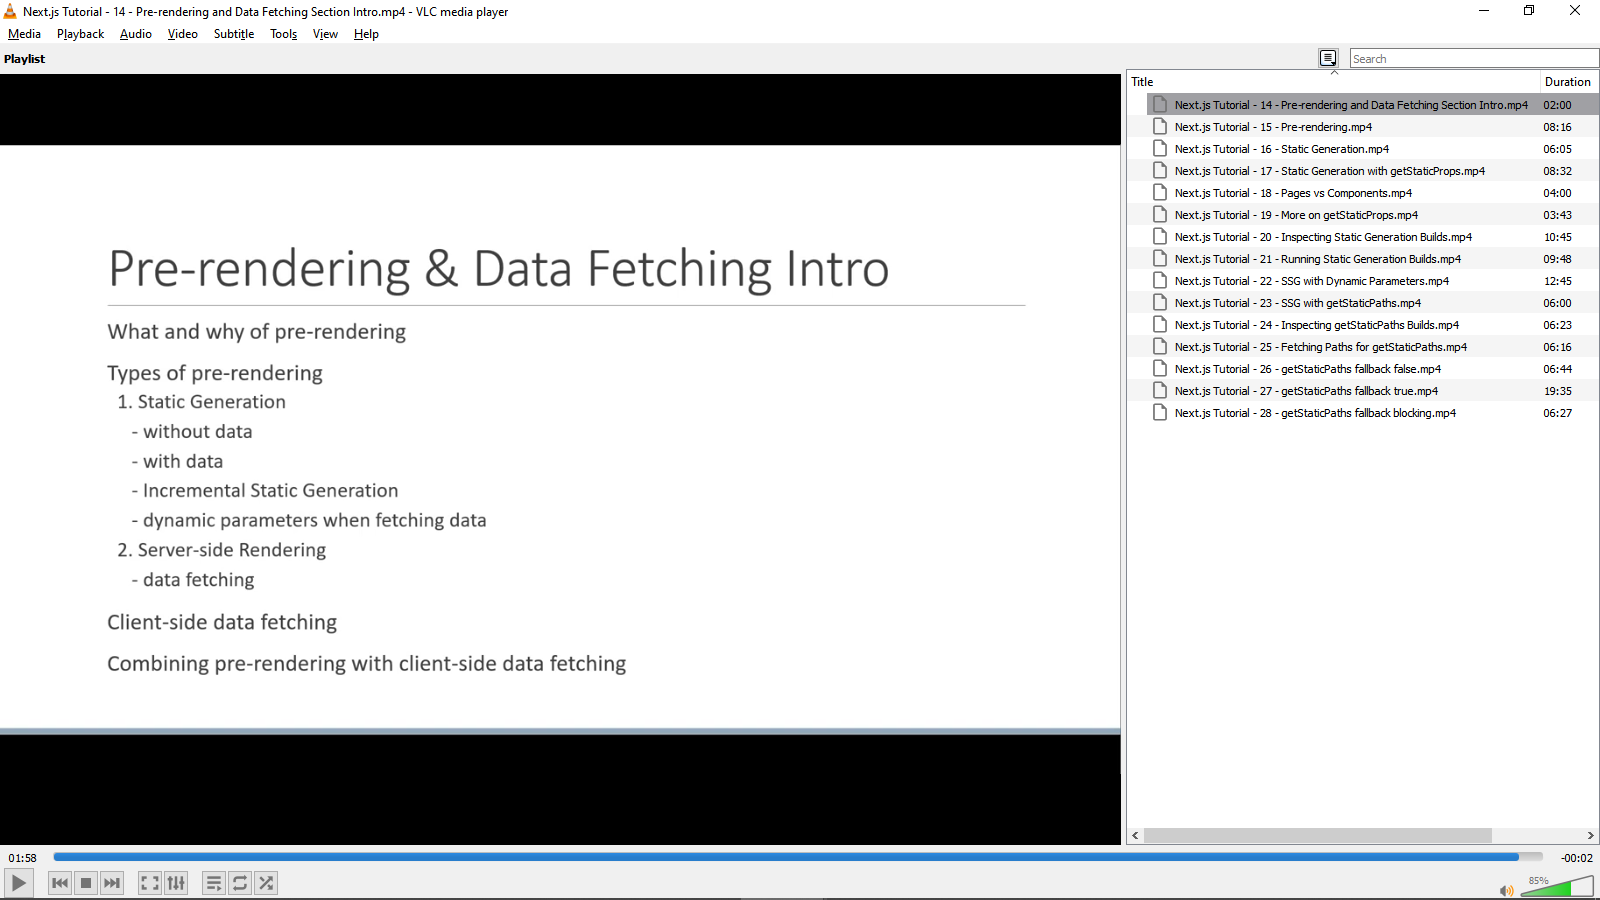 Next.js Tutorial - 14 - Pre-rendering and Data Fetching Section Intro.mp4 - VLC media player
Media Playback Audio Video Subtitle Tools View Help
Playlist
Search
Pre-rendering & Data Fetching Intro
What and why of pre-rendering
Types of pre-rendering
1. Static Generation
- without data
- with data
- Incremental Static Generation
- dynamic parameters when fetching data
2. Server-side Rendering
- data fetching
Client-side data fetching
Combining pre-rendering with client-side data fetching
Title Duration
Next.js Tutorial - 14 - Pre-rendering and Data Fetching Section Intro.mp4 02:00
Next.js Tutorial - 15 - Pre-rendering.mp4 08:16
Next.js Tutorial - 16 - Static Generation.mp4 06:05
Next.js Tutorial - 17 - Static Generation with getStaticProps.mp4 08:32
Next.js Tutorial - 18 - Pages vs Components.mp4 04:00
Next.js Tutorial - 19 - More on getStaticProps.mp4 03:43
Next.js Tutorial - 20 - Inspecting Static Generation Builds.mp4 10:45
Next.js Tutorial - 21 - Running Static Generation Builds.mp4 09:48
Next.js Tutorial - 22 - SSG with Dynamic Parameters.mp4 12:45
Next.js Tutorial - 23 - SSG with getStaticPaths.mp4 06:00
Next.js Tutorial - 24 - Inspecting getStaticPaths Builds.mp4 06:23
Next.js Tutorial - 25 - Fetching Paths for getStaticPaths.mp4 06:16
Next.js Tutorial - 26 - getStaticPaths fallback false.mp4 06:44
Next.js Tutorial - 27 - getStaticPaths fallback true.mp4 19:35
Next.js Tutorial - 28 - getStaticPaths fallback blocking.mp4 06:27
01:58 -00:02
85%